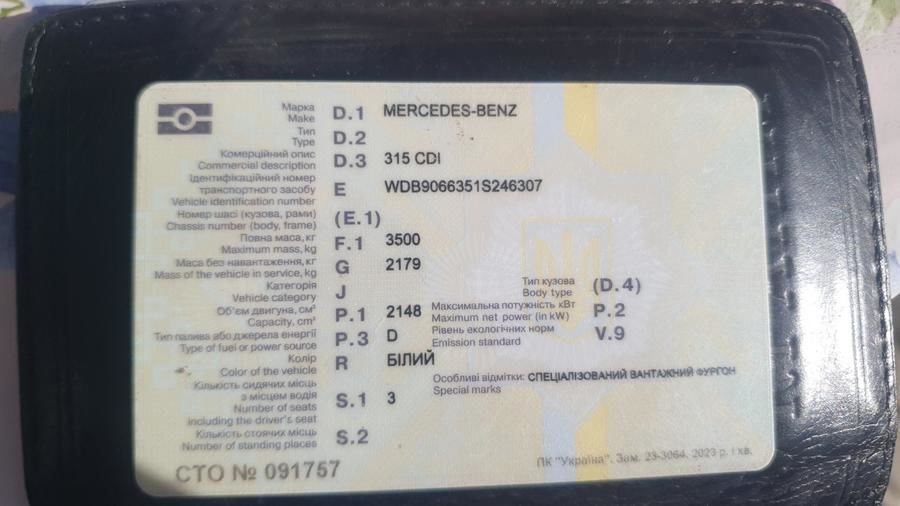 Марка
Make
D.1 MERCEDES-BENZ
Тип
Type
D.2
Комерційний опис
Commercial description
D.3 315 CDI
Ідентифікаційний номер
транспортного засобу
Vehicle identification number
E WDB9066351S246307
Номер шасі (кузова, рами)
Chassis number (body, frame)
(E.1)
Повна маса, кг
Maximum mass, kg
F.1 3500
Маса без навантаження, кг
Mass of the vehicle in service, kg
G 2179
Категорія
Vehicle category
J
Тип кузова
Body type
(D.4)
Об'єм двигуна, см³
Capacity, cm³
P.1 2148
Максимальна потужність кВт
Maximum net power (in kW)
P.2
Тип палива або джерела енергії
Type of fuel or power source
P.3 D
Рівень екологічних норм
Emission standard
V.9
Колір
Color of the vehicle
R БІЛИЙ
Особливі відмітки: СПЕЦІАЛІЗОВАНИЙ ВАНТАЖНИЙ ФУРГОН
Special marks
Кількість сидячих місць
з місцем водія
Number of seats
including the driver's seat
S.1 3
Кількість стоячих місць
Number of standing places
S.2
СТО № 091757
ПК "Україна". Зам. 23-3064. 2023 р. І кв.